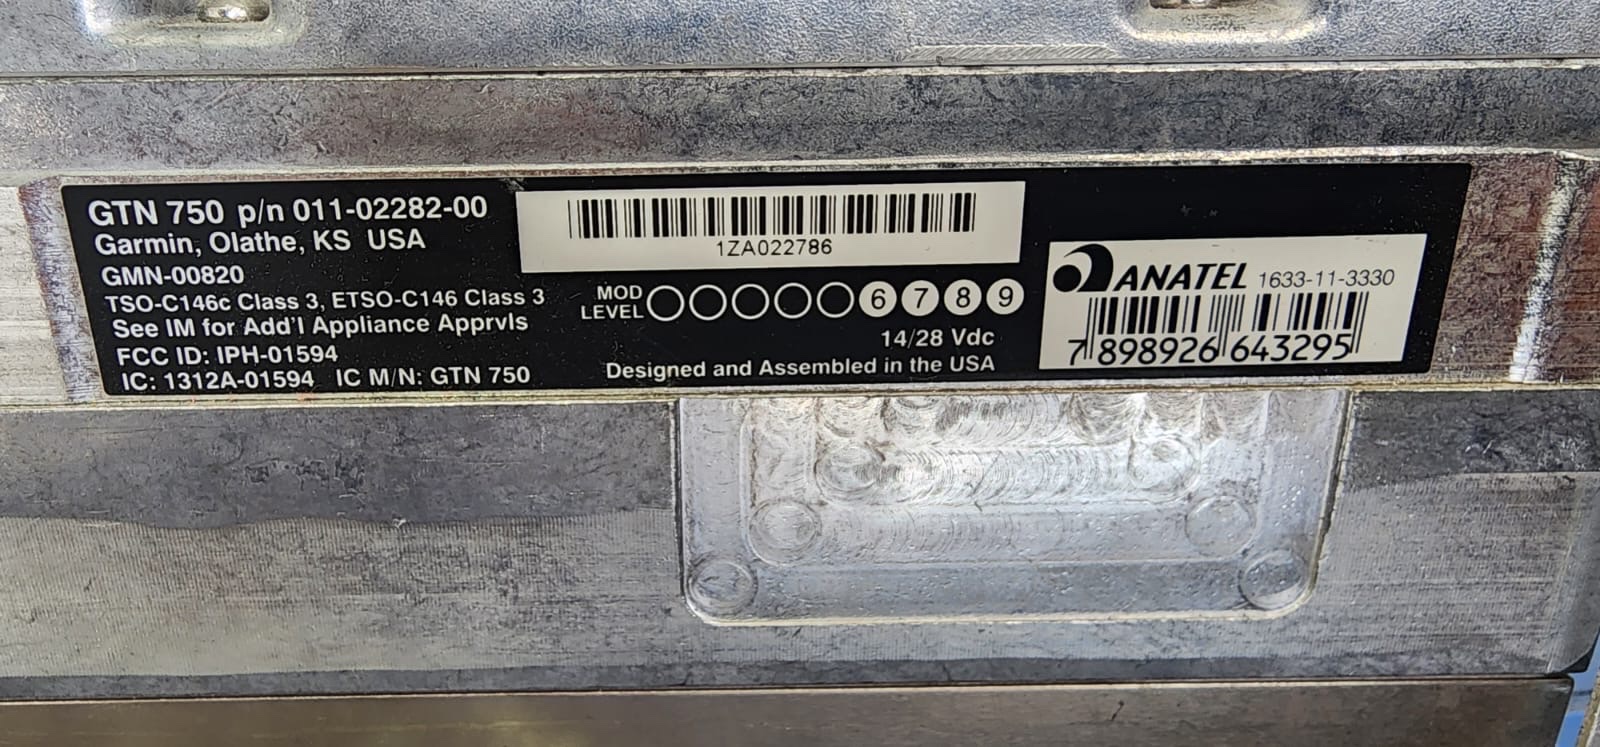 GTN 750 p/n 011-02282-00
Garmin, Olathe, KS USA
GMN-00820
TSO-C146c Class 3, ETSO-C146 Class 3
See IM for Add'l Appliance Apprvls
FCC ID: IPH-01594
IC: 1312A-01594 IC M/N: GTN 750
1ZA022786
MOD LEVEL 6 7 8 9
14/28 Vdc
Designed and Assembled in the USA
ANATEL 1633-11-3330
7 898926 643295